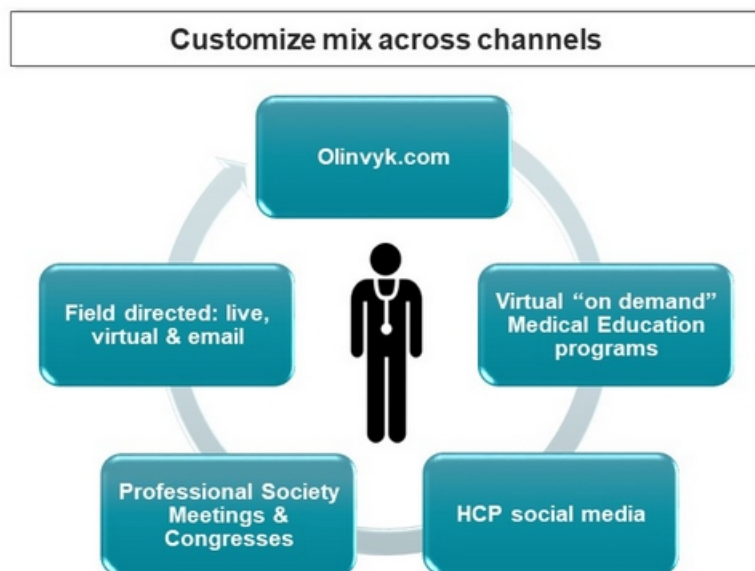 Customize mix across channels
Olinvyk.com
Virtual “on demand”
Medical Education
programs
HCP social media
Professional Society
Meetings &
Congresses
Field directed: live,
virtual & email